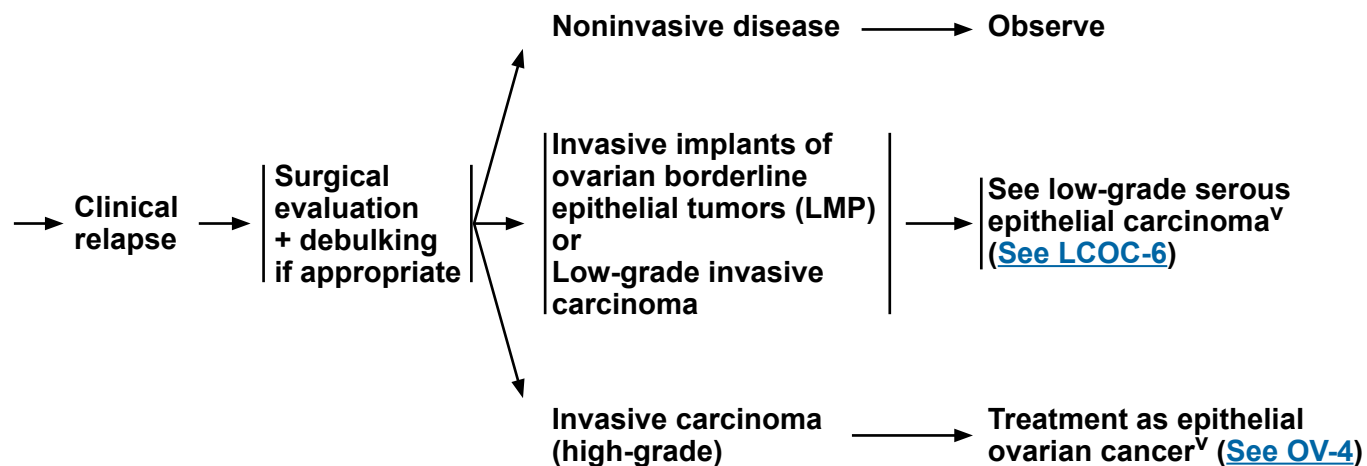 Clinical
relapse
Surgical
evaluation
+ debulking
if appropriate
Noninvasive disease
Observe
Invasive implants of
ovarian borderline
epithelial tumors (LMP)
or
Low-grade invasive
carcinoma
See low-grade serous
epithelial carcinomaᵛ
(See LCOC-6)
Invasive carcinoma
(high-grade)
Treatment as epithelial
ovarian cancerᵛ (See OV-4)